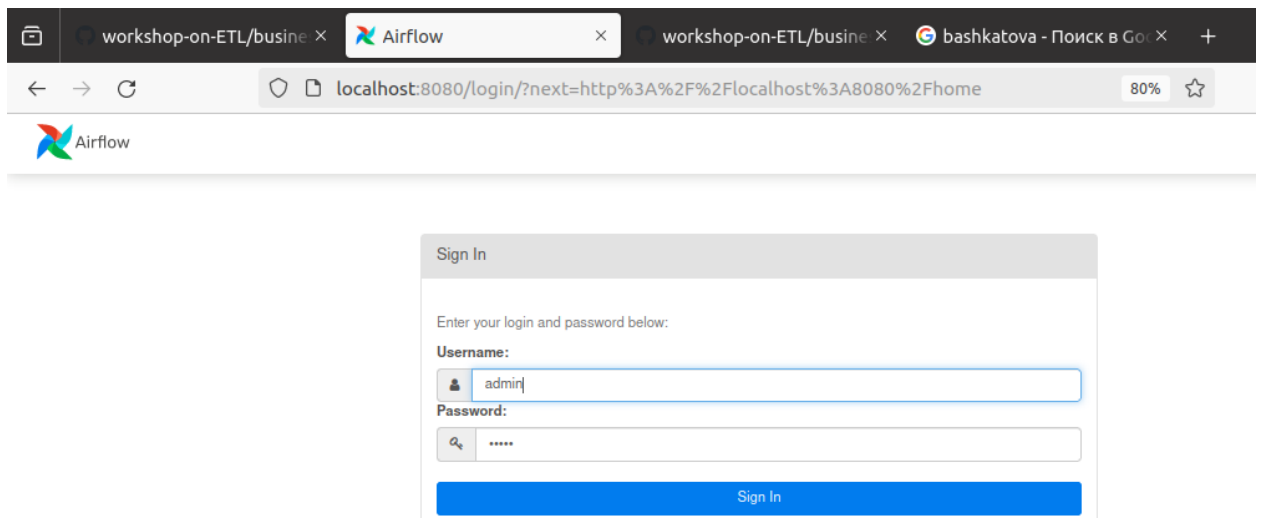 workshop-on-ETL/busine
Airflow
workshop-on-ETL/busine
bashkatova - Поиск в Goo
localhost:8080/login/?next=http%3A%2F%2Flocalhost%3A8080%2Fhome
80%
Airflow
Sign In
Enter your login and password below:
Username:
admin
Password:
•••••
Sign In